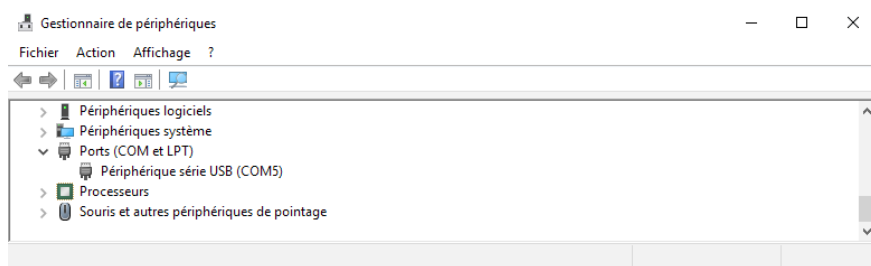 Gestionnaire de périphériques
Fichier Action Affichage ?
Périphériques logiciels
Périphériques système
Ports (COM et LPT)
Périphérique série USB (COM5)
Processeurs
Souris et autres périphériques de pointage